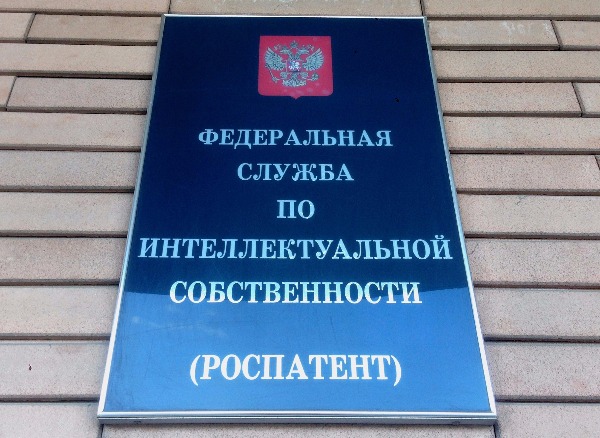 ФЕДЕРАЛЬНАЯ
СЛУЖБА
ПО
ИНТЕЛЛЕКТУАЛЬНОЙ
СОБСТВЕННОСТИ
(РОСПАТЕНТ)